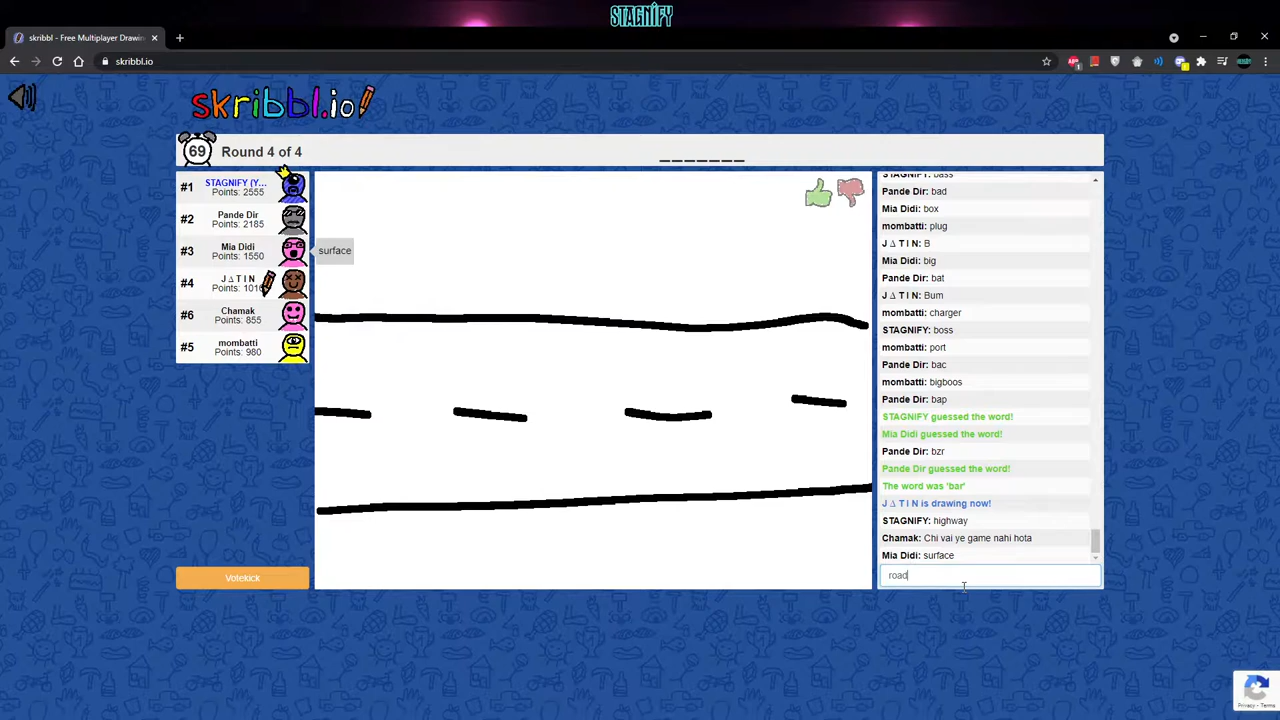 STAGNIFY
skribbl - Free Multiplayer Drawin
skribbl.io
skribbl.io
69 Round 4 of 4 _______
#1 STAGNIFY (Y...
Points: 2555
#2 Pande Dir
Points: 2185
#3 Mia Didi
Points: 1550
surface
#4 J Δ T I N
Points: 1016
#6 Chamak
Points: 855
#5 mombatti
Points: 980
Votekick
STAGNIFY: bass
Pande Dir: bad
Mia Didi: box
mombatti: plug
J Δ T I N: B
Mia Didi: big
Pande Dir: bat
J Δ T I N: Bum
mombatti: charger
STAGNIFY: boss
mombatti: port
Pande Dir: bac
mombatti: bigboos
Pande Dir: bap
STAGNIFY guessed the word!
Mia Didi guessed the word!
Pande Dir: bzr
Pande Dir guessed the word!
The word was 'bar'
J Δ T I N is drawing now!
STAGNIFY: highway
Chamak: Chi vai ye game nahi hota
Mia Didi: surface
road
Privacy - Terms